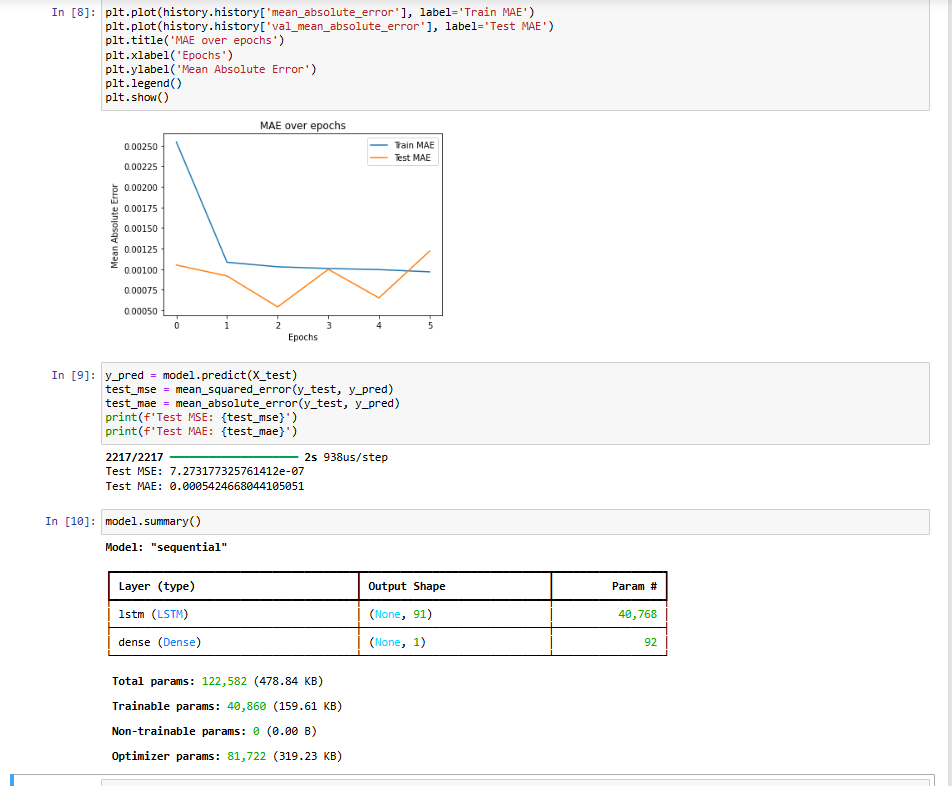 In [8]: plt.plot(history.history['mean_absolute_error'], label='Train MAE')
plt.plot(history.history['val_mean_absolute_error'], label='Test MAE')
plt.title('MAE over epochs')
plt.xlabel('Epochs')
plt.ylabel('Mean Absolute Error')
plt.legend()
plt.show()
MAE over epochs
Train MAE
Test MAE
Mean Absolute Error
0.00250
0.00225
0.00200
0.00175
0.00150
0.00125
0.00100
0.00075
0.00050
0 1 2 3 4 5
Epochs
In [9]: y_pred = model.predict(X_test)
test_mse = mean_squared_error(y_test, y_pred)
test_mae = mean_absolute_error(y_test, y_pred)
print(f'Test MSE: {test_mse}')
print(f'Test MAE: {test_mae}')
2217/2217 2s 938us/step
Test MSE: 7.273177325761412e-07
Test MAE: 0.0005424668044105051
In [10]: model.summary()
Model: "sequential"
Layer (type) Output Shape Param #
lstm (LSTM) (None, 91) 40,768
dense (Dense) (None, 1) 92
Total params: 122,582 (478.84 KB)
Trainable params: 40,860 (159.61 KB)
Non-trainable params: 0 (0.00 B)
Optimizer params: 81,722 (319.23 KB)